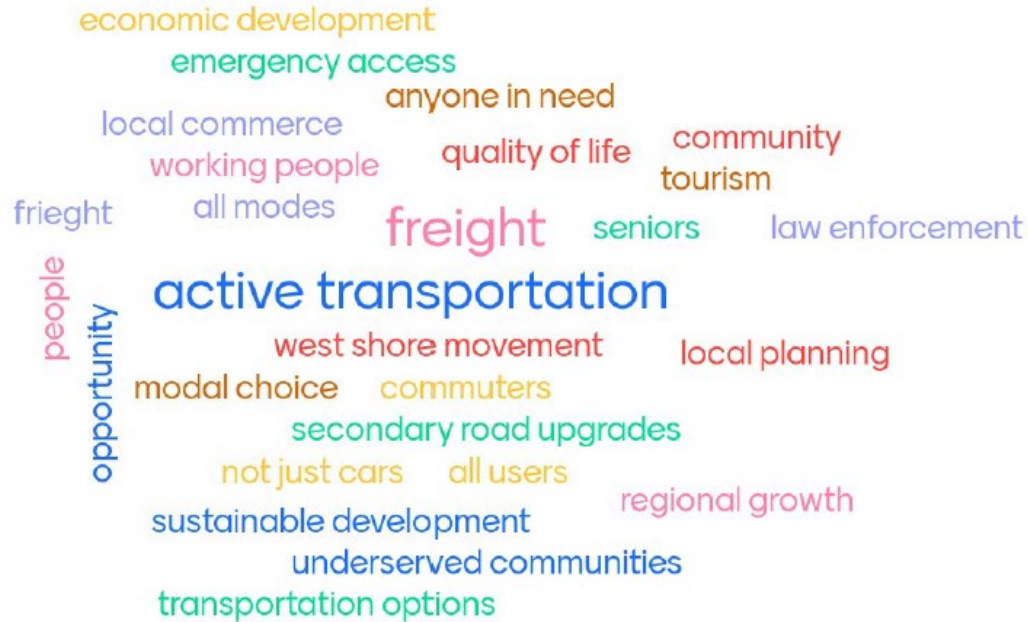 economic development
emergency access
anyone in need
local commerce
quality of life
community
working people
tourism
frieght
all modes
freight
seniors
law enforcement
people
active transportation
opportunity
west shore movement
local planning
modal choice
commuters
secondary road upgrades
not just cars
all users
regional growth
sustainable development
underserved communities
transportation options